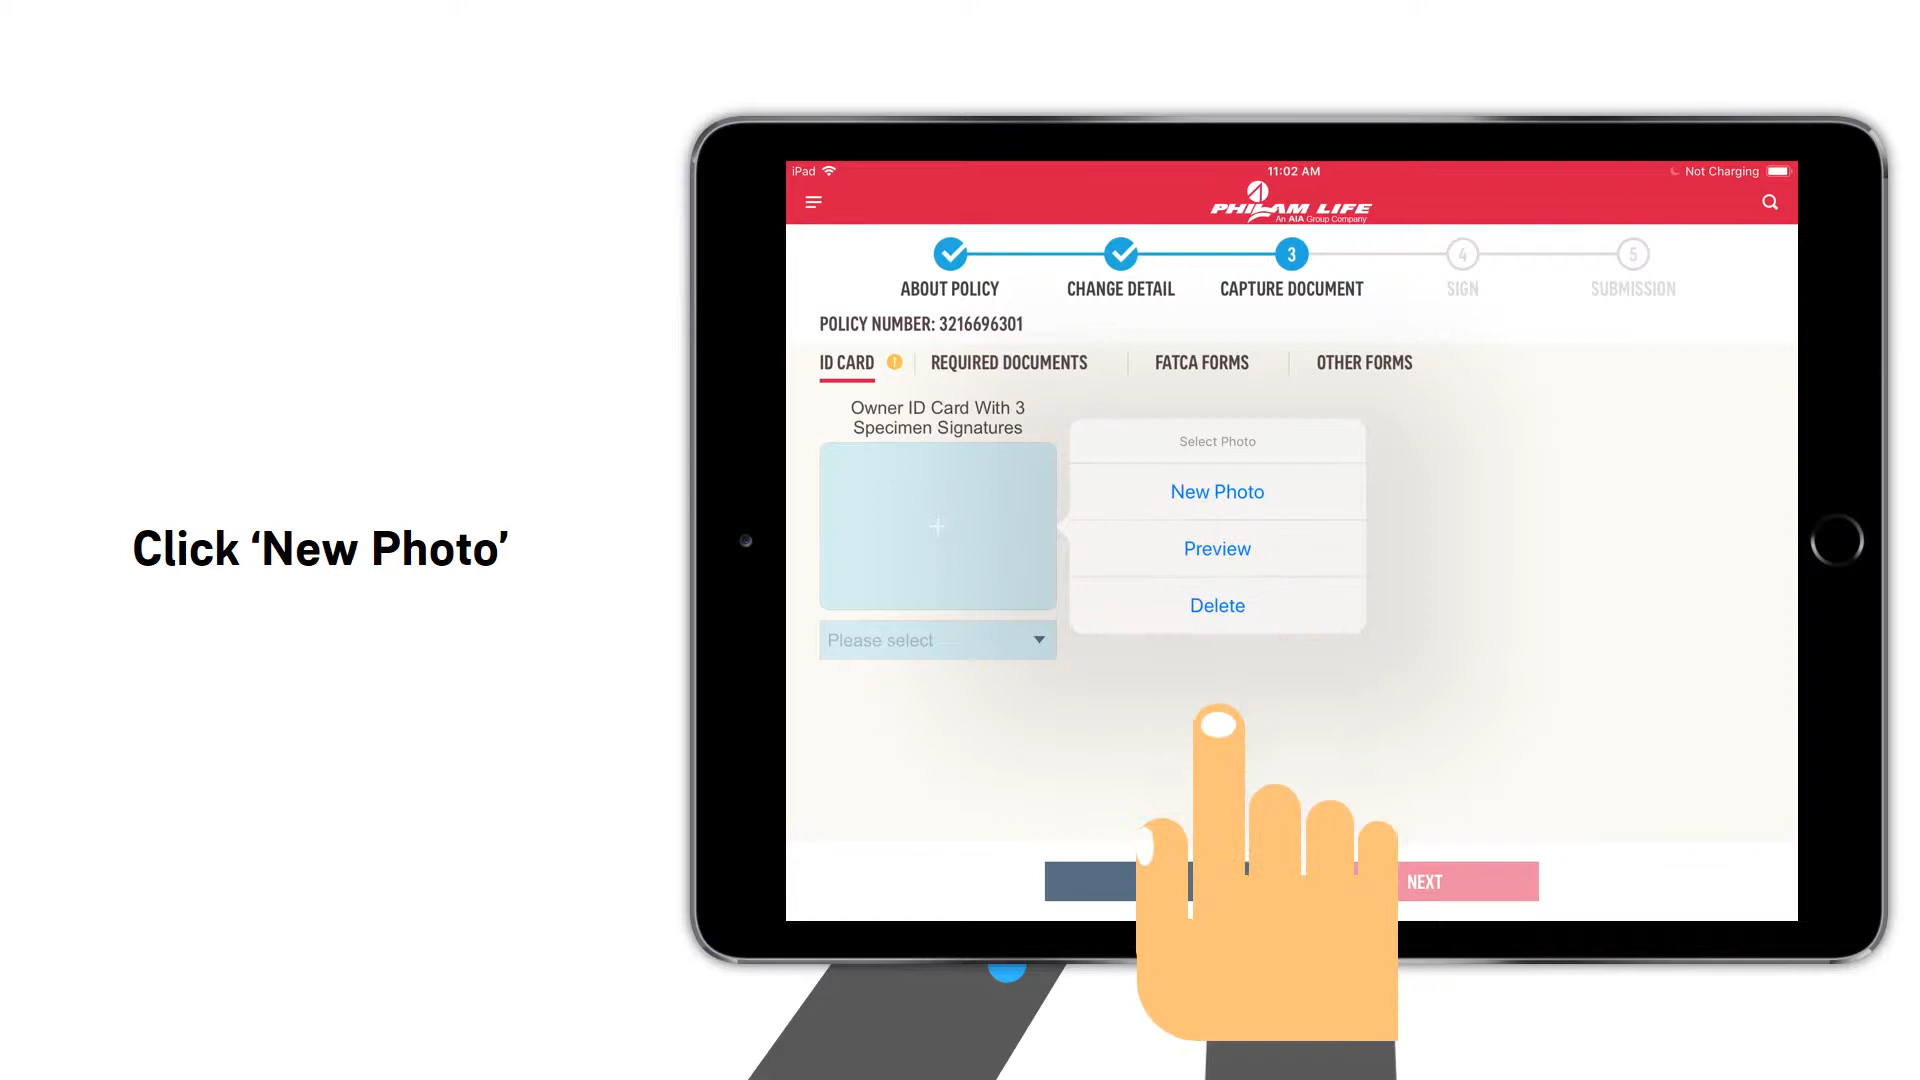 iPad
11:02 AM
Not Charging
PHILAM LIFE
An AIA Group Company
3
4
5
ABOUT POLICY
CHANGE DETAIL
CAPTURE DOCUMENT
SIGN
SUBMISSION
POLICY NUMBER: 3216696301
ID CARD
!
REQUIRED DOCUMENTS
FATCA FORMS
OTHER FORMS
Owner ID Card With 3
Specimen Signatures
+
Please select
Select Photo
New Photo
Preview
Delete
Click ‘New Photo’
NEXT